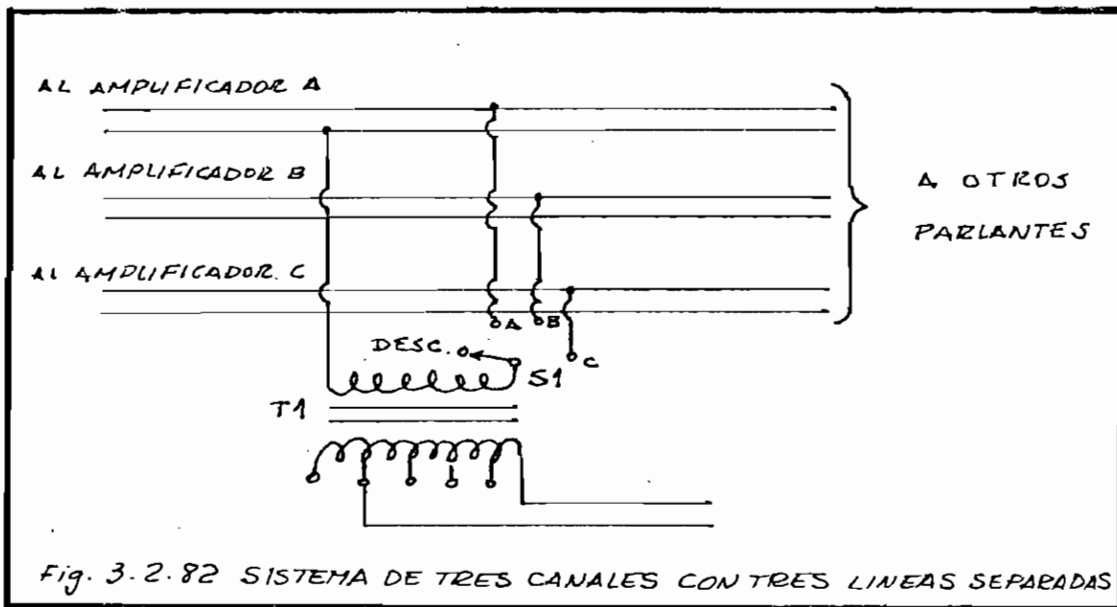 AL AMPLIFICADOR A
AL AMPLIFICADOR B
AL AMPLIFICADOR. C
A OTROS
PARLANTES
A
B
C
DESC.
S1
T1
Fig. 3.2.82 SISTEMA DE TRES CANALES CON TRES LINEAS SEPARADAS